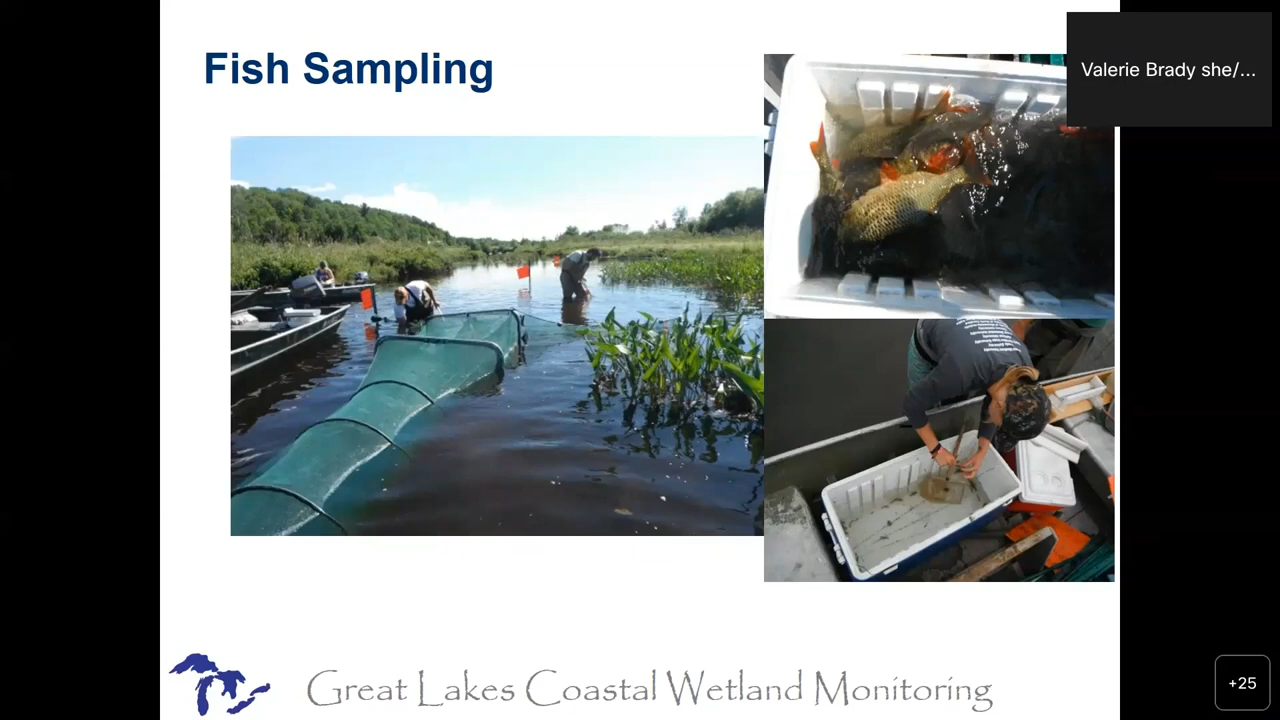 Fish Sampling
Valerie Brady she/...
Great Lakes Coastal Wetland Monitoring
+25